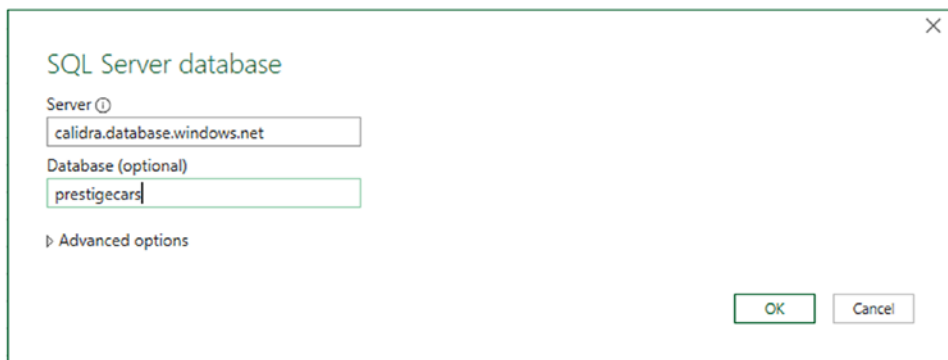 SQL Server database
Server
calidra.database.windows.net
Database (optional)
prestigecars
Advanced options
OK Cancel